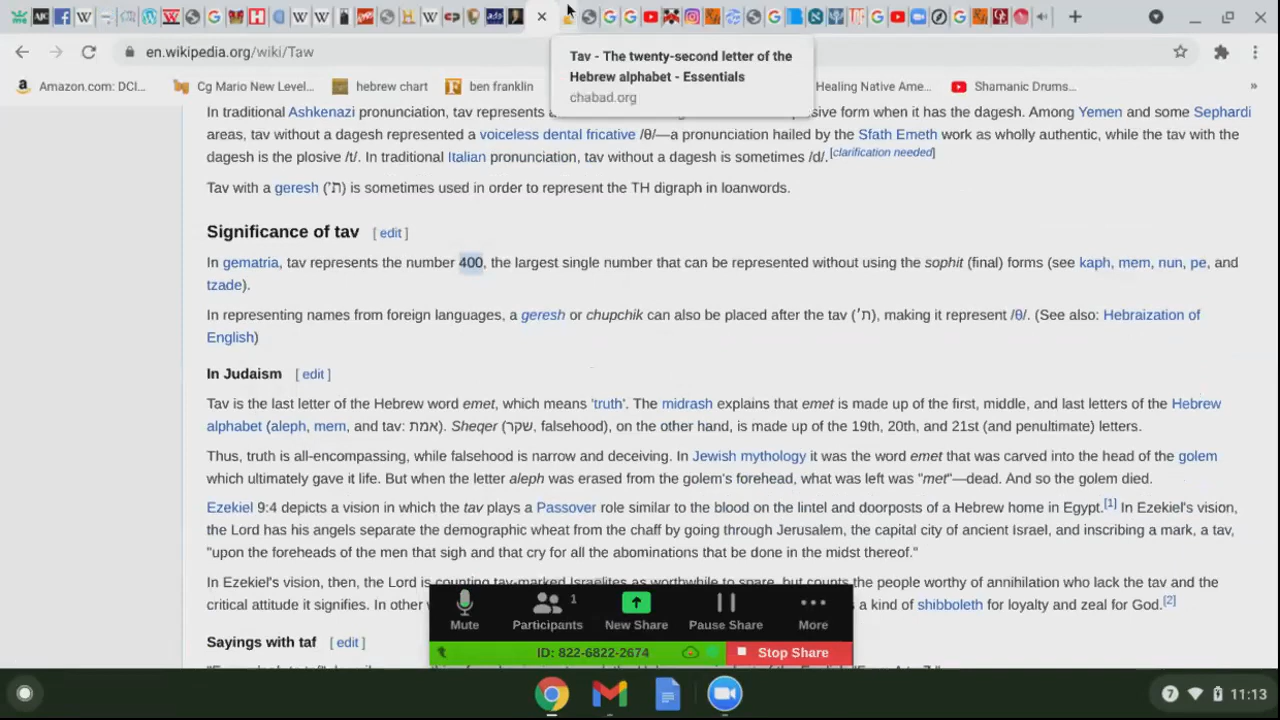 en.wikipedia.org/wiki/Taw
Amazon.com: DCI...
Cg Mario New Level...
hebrew chart
ben franklin
Healing Native Ame...
Shamanic Drums...
»
Tav - The twenty-second letter of the
Hebrew alphabet - Essentials
chabad.org
In traditional Ashkenazi pronunciation, tav represents a
sive form when it has the dagesh. Among Yemen and some Sephardi
areas, tav without a dagesh represented a voiceless dental fricative /θ/—a pronunciation hailed by the Sfath Emeth work as wholly authentic, while the tav with the
dagesh is the plosive /t/. In traditional Italian pronunciation, tav without a dagesh is sometimes /d/.[clarification needed]
Tav with a geresh (ת׳) is sometimes used in order to represent the TH digraph in loanwords.
Significance of tav [ edit ]
In gematria, tav represents the number 400, the largest single number that can be represented without using the sophit (final) forms (see kaph, mem, nun, pe, and
tzade).
In representing names from foreign languages, a geresh or chupchik can also be placed after the tav (ת׳), making it represent /θ/. (See also: Hebraization of
English)
In Judaism [ edit ]
Tav is the last letter of the Hebrew word emet, which means 'truth'. The midrash explains that emet is made up of the first, middle, and last letters of the Hebrew
alphabet (aleph, mem, and tav: אמת). Sheqer (שקר, falsehood), on the other hand, is made up of the 19th, 20th, and 21st (and penultimate) letters.
Thus, truth is all-encompassing, while falsehood is narrow and deceiving. In Jewish mythology it was the word emet that was carved into the head of the golem
which ultimately gave it life. But when the letter aleph was erased from the golem's forehead, what was left was "met"—dead. And so the golem died.
Ezekiel 9:4 depicts a vision in which the tav plays a Passover role similar to the blood on the lintel and doorposts of a Hebrew home in Egypt.[1] In Ezekiel's vision,
the Lord has his angels separate the demographic wheat from the chaff by going through Jerusalem, the capital city of ancient Israel, and inscribing a mark, a tav,
"upon the foreheads of the men that sigh and that cry for all the abominations that be done in the midst thereof."
In Ezekiel's vision, then, the Lord is counting tav-marked Israelites as worthwhile to spare, but counts the people worthy of annihilation who lack the tav and the
critical attitude it signifies. In other
a kind of shibboleth for loyalty and zeal for God.[2]
Sayings with taf [ edit ]
Mute
Participants
1
New Share
Pause Share
More
ID: 822-6822-2674
Stop Share
7
11:13